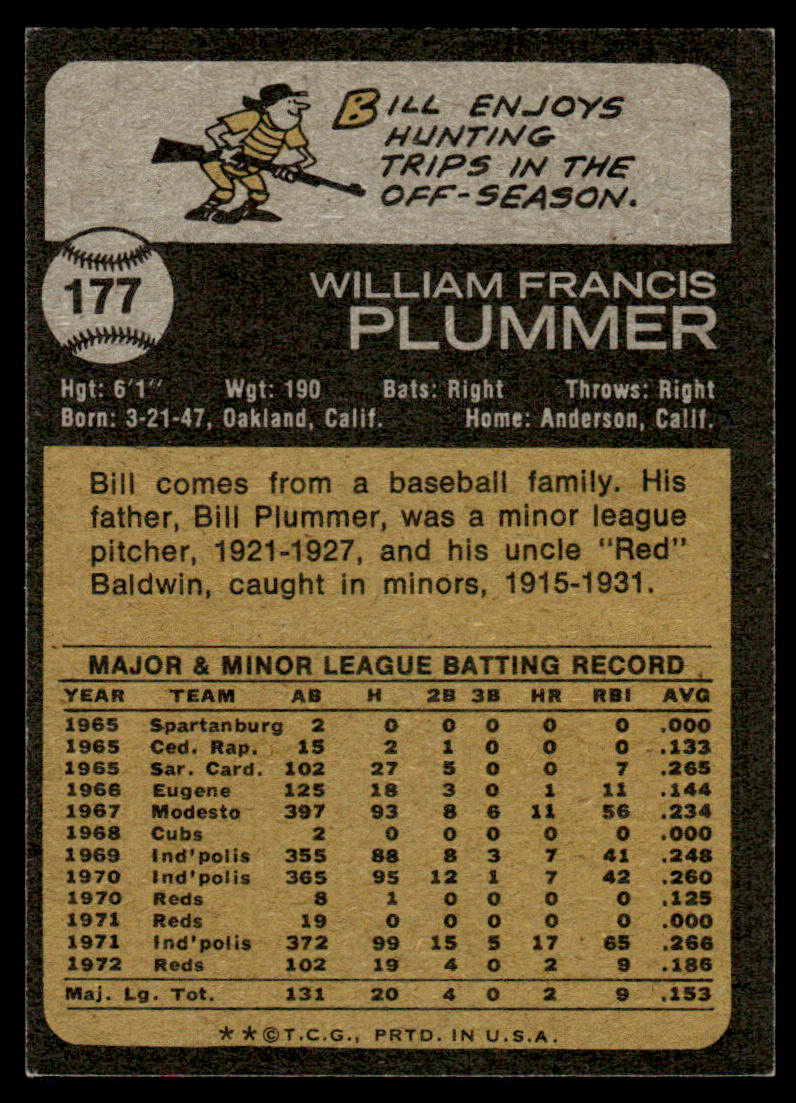 BILL ENJOYS
HUNTING
TRIPS IN THE
OFF-SEASON.
177
WILLIAM FRANCIS
PLUMMER
Hgt: 6'1" Wgt: 190 Bats: Right Throws: Right
Born: 3-21-47, Oakland, Calif. Home: Anderson, Calif.
Bill comes from a baseball family. His
father, Bill Plummer, was a minor league
pitcher, 1921-1927, and his uncle "Red"
Baldwin, caught in minors, 1915-1931.
MAJOR & MINOR LEAGUE BATTING RECORD
YEAR TEAM AB H 2B 3B HR RBI AVG
1965 Spartanburg 2 0 0 0 0 0 .000
1965 Ced. Rap. 15 2 1 0 0 0 .133
1965 Sar. Card. 102 27 5 0 0 7 .265
1966 Eugene 125 18 3 0 1 11 .144
1967 Modesto 397 93 8 6 11 56 .234
1968 Cubs 2 0 0 0 0 0 .000
1969 Ind'polis 355 88 8 3 7 41 .248
1970 Ind'polis 365 95 12 1 7 42 .260
1970 Reds 8 1 0 0 0 0 .125
1971 Reds 19 0 0 0 0 0 .000
1971 Ind'polis 372 99 15 5 17 65 .266
1972 Reds 102 19 4 0 2 9 .186
Maj. Lg. Tot. 131 20 4 0 2 9 .153
**©T.C.G., PRTD. IN U.S.A.